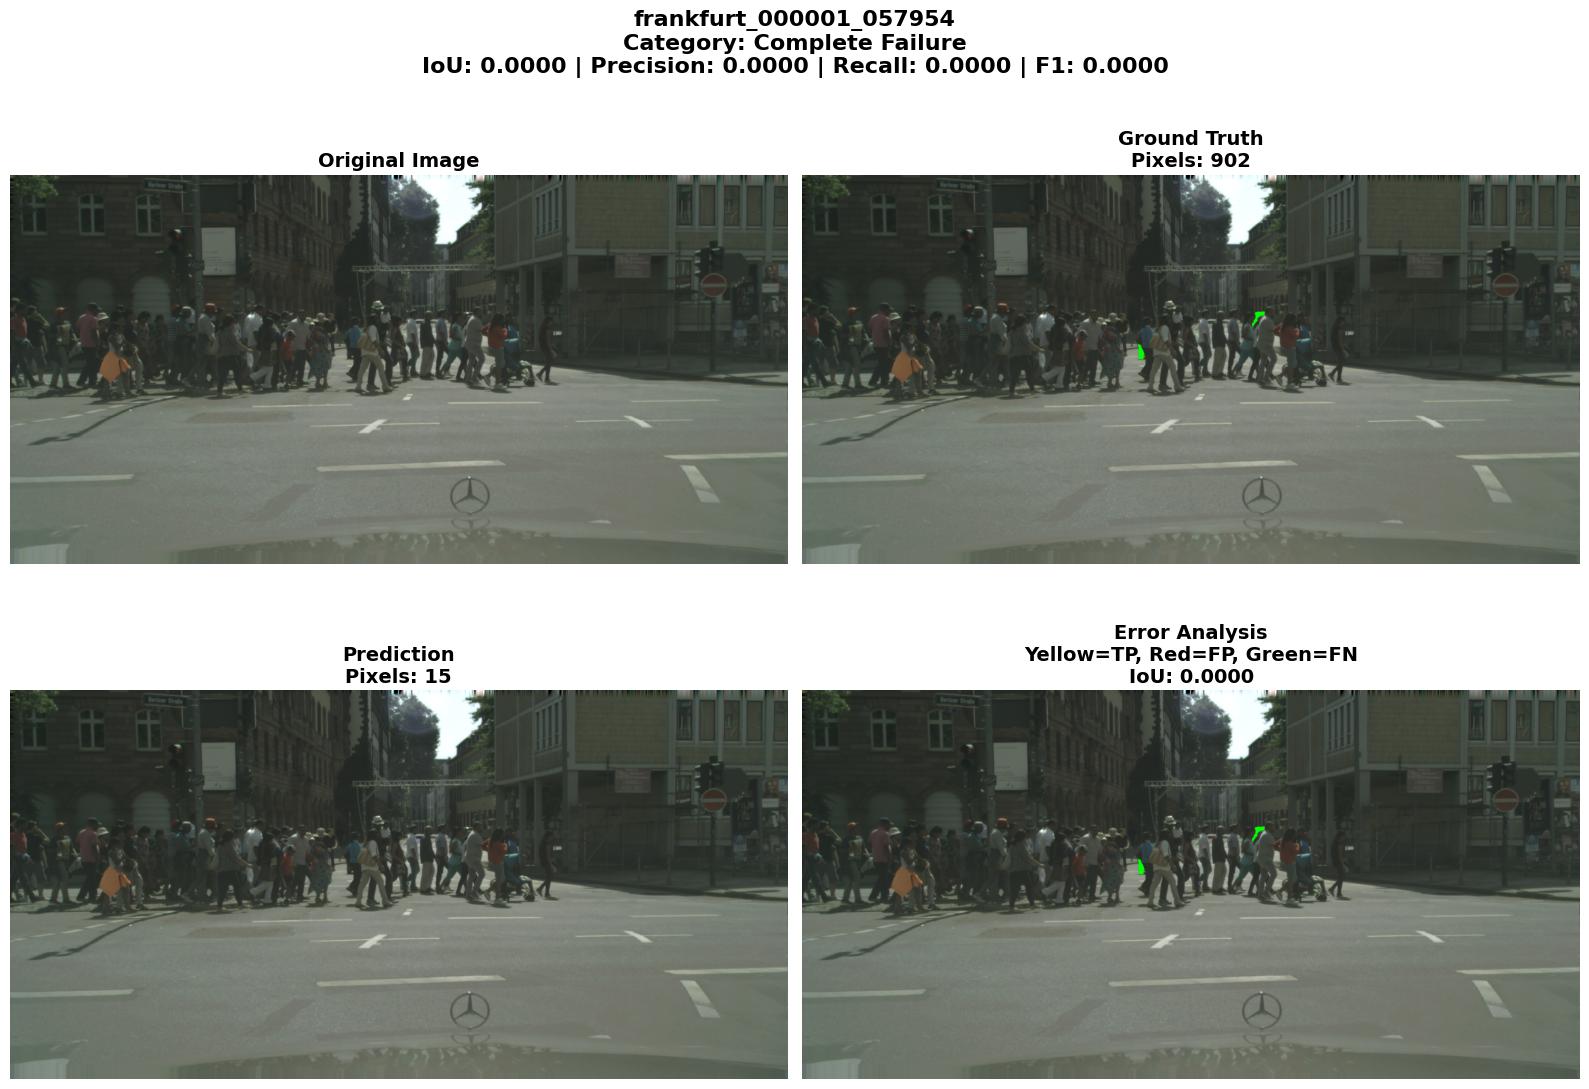 frankfurt_000001_057954
Category: Complete Failure
IoU: 0.0000 | Precision: 0.0000 | Recall: 0.0000 | F1: 0.0000
Original Image
Ground Truth
Pixels: 902
Prediction
Pixels: 15
Error Analysis
Yellow=TP, Red=FP, Green=FN
IoU: 0.0000